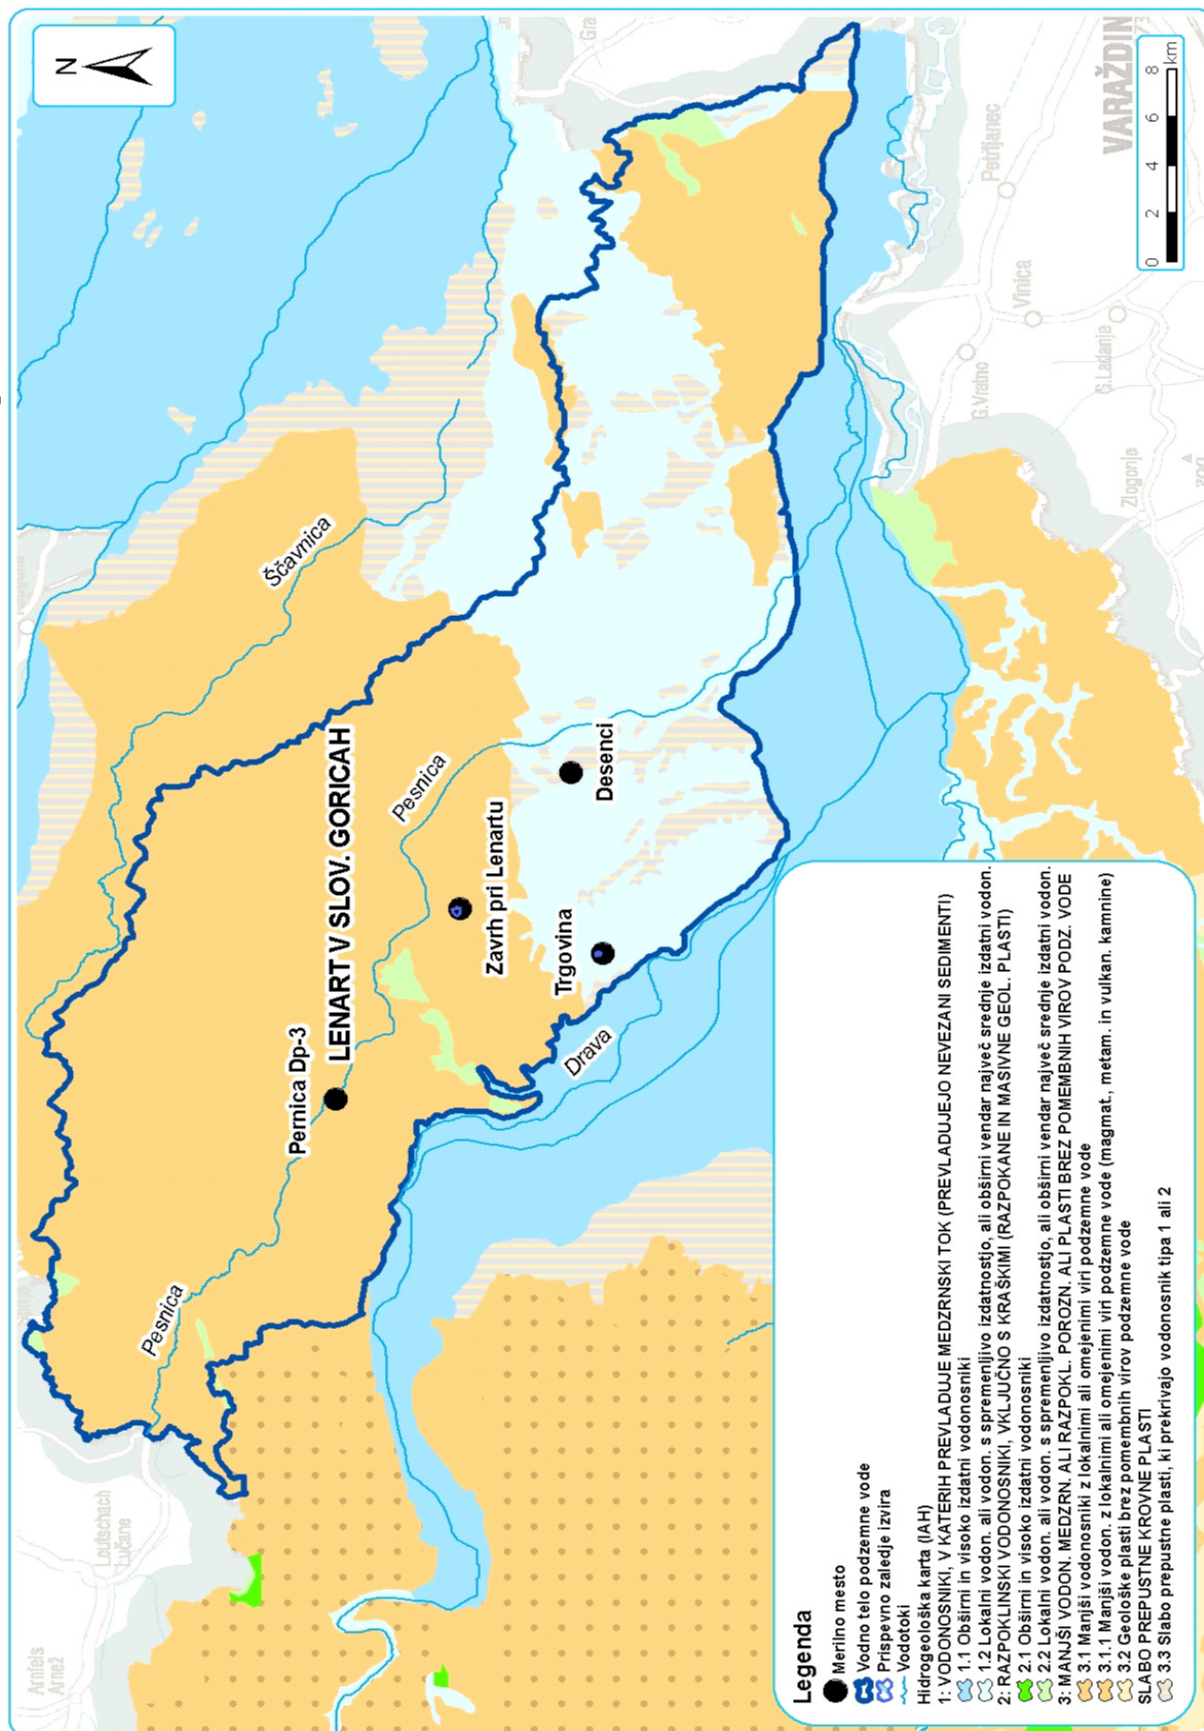 N
Gra
VARAŽDIN
73
Petrijanec
Vinica
G.Vratno
G.Ladanje
Zlogonje
300
0 2 4 6 8 km
Ščavnica
Pesnica
LENART V SLOV. GORICAH
Desenci
Zavrh pri Lenartu
Trgovina
Pernica Dp-3
Drava
Pesnica
Leutschach
Lučane
Arnfels
Arnež
Legenda
Merilno mesto
Vodno telo podzemne vode
Prispevno zaledje izvira
Vodotoki
Hidrogeološka karta (IAH)
1: VODONOSNIKI, V KATERIH PREVLADUJE MEDZRNSKI TOK (PREVLADUJEJO NEVEZANI SEDIMENTI)
1.1 Obširni in visoko izdatni vodonosniki
1.2 Lokalni vodon. ali vodon. s spremenljivo izdatnostjo, ali obširni vendar največ srednje izdatni vodon.
2: RAZPOKLINSKI VODONOSNIKI, VKLJUČNO S KRAŠKIMI (RAZPOKANE IN MASIVNE GEOL. PLASTI)
2.1 Obširni in visoko izdatni vodonosniki
2.2 Lokalni vodon. ali vodon. s spremenljivo izdatnostjo, ali obširni vendar največ srednje izdatni vodon.
3: MANJŠI VODON. MEDZRN. ALI RAZPOKL. POROZN. ALI PLASTI BREZ POMEMBNIH VIROV PODZ. VODE
3.1 Manjši vodonosniki z lokalnimi ali omejenimi viri podzemne vode
3.1.1 Manjši vodon. z lokalnimi ali omejenimi viri podzemne vode (magmat., metam. in vulkan. kamnine)
3.2 Geološke plasti brez pomembnih virov podzemne vode
SLABO PREPUSTNE KROVNE PLASTI
3.3 Slabo prepustne plasti, ki prekrivajo vodonosnik tipa 1 ali 2